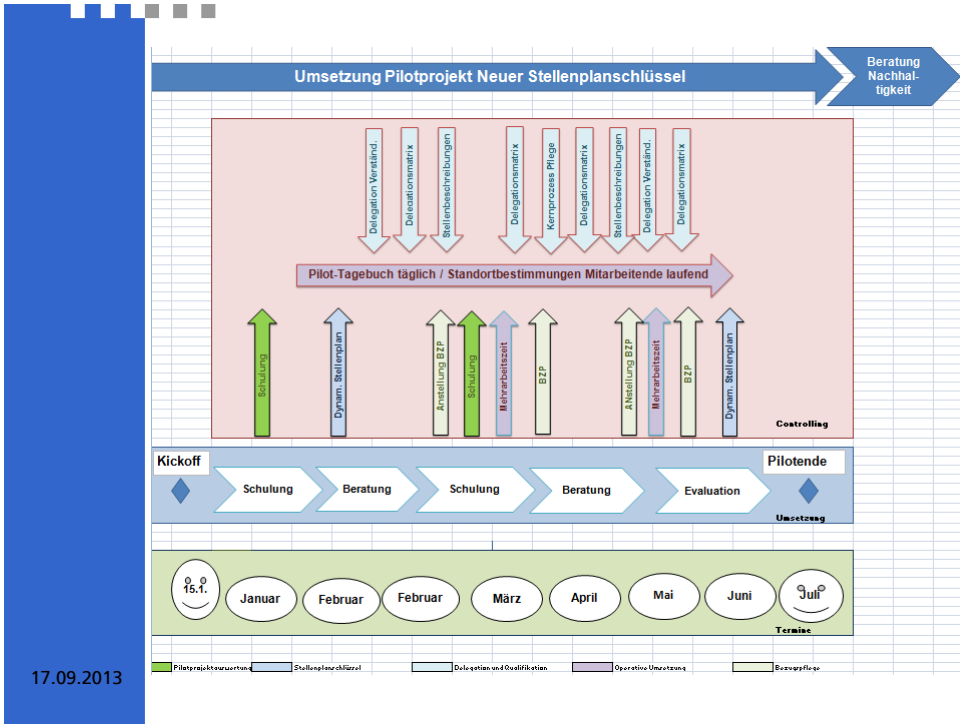 Umsetzung Pilotprojekt Neuer Stellenplanschlüssel
Beratung
Nachhal-
tigkeit
Delegation Verständ.
Delegationsmatrix
Stellenbeschreibungen
Delegationsmatrix
Kernprozess Pflege
Delegationsmatrix
Stellenbeschreibungen
Delegation Verständ.
Delegationsmatrix
Pilot-Tagebuch täglich / Standortbestimmungen Mitarbeitende laufend
Schulung
Dynam. Stellenplan
Anstellung BZP
Schulung
Mehrarbeitszeit
BZP
ANstellung BZP
Mehrarbeitszeit
BZP
Dynam. Stellenplan
Controlling
Kickoff
Pilotende
Schulung
Beratung
Schulung
Beratung
Evaluation
Umsetzung
15.1.
Januar
Februar
Februar
März
April
Mai
Juni
Juli
Termine
Pilotprojektauswertung
Stellenplanschlüssel
Delegation und Qualifikation
Operative Umsetzung
Bezugpflege
17.09.2013